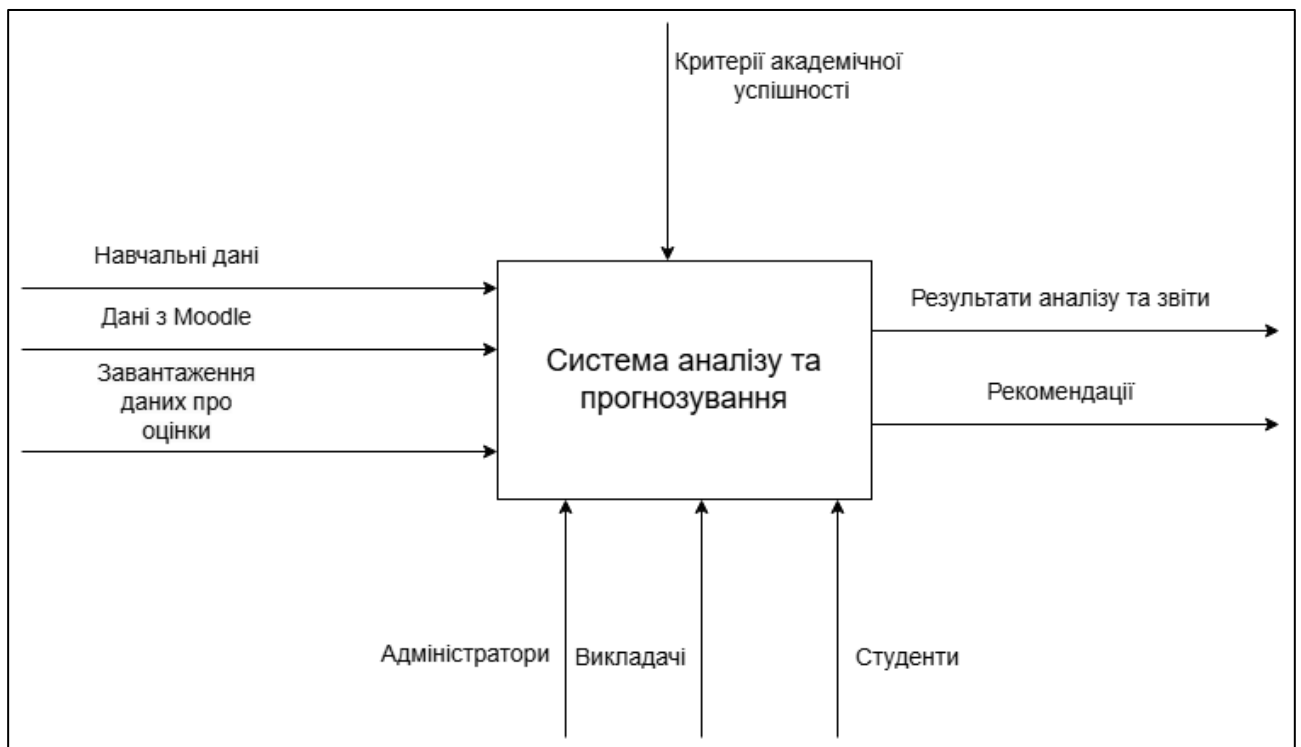 Критерії академічної
успішності
Навчальні дані
Дані з Moodle
Завантаження
даних про
оцінки
Система аналізу та
прогнозування
Результати аналізу та звіти
Рекомендації
Адміністратори
Викладачі
Студенти